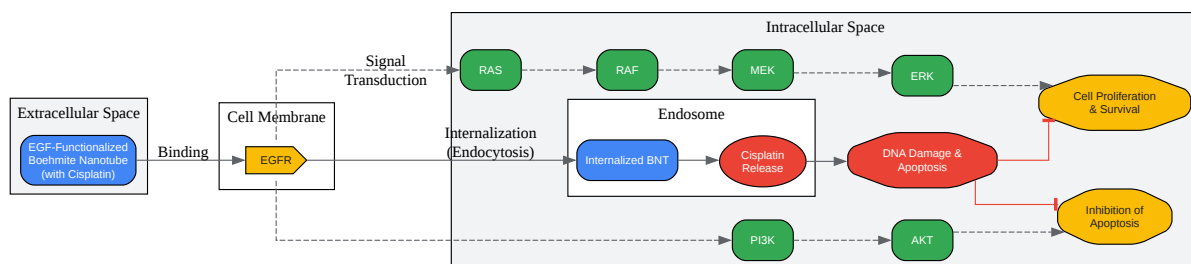 Intracellular Space
Signal
Transduction
RAS
RAF
MEK
ERK
Cell Proliferation
& Survival
Extracellular Space
EGF-Functionalized
Boehmite Nanotube
(with Cisplatin)
Binding
Cell Membrane
EGFR
Internalization
(Endocytosis)
Endosome
Internalized BNT
Cisplatin
Release
DNA Damage &
Apoptosis
Inhibition of
Apoptosis
PI3K
AKT